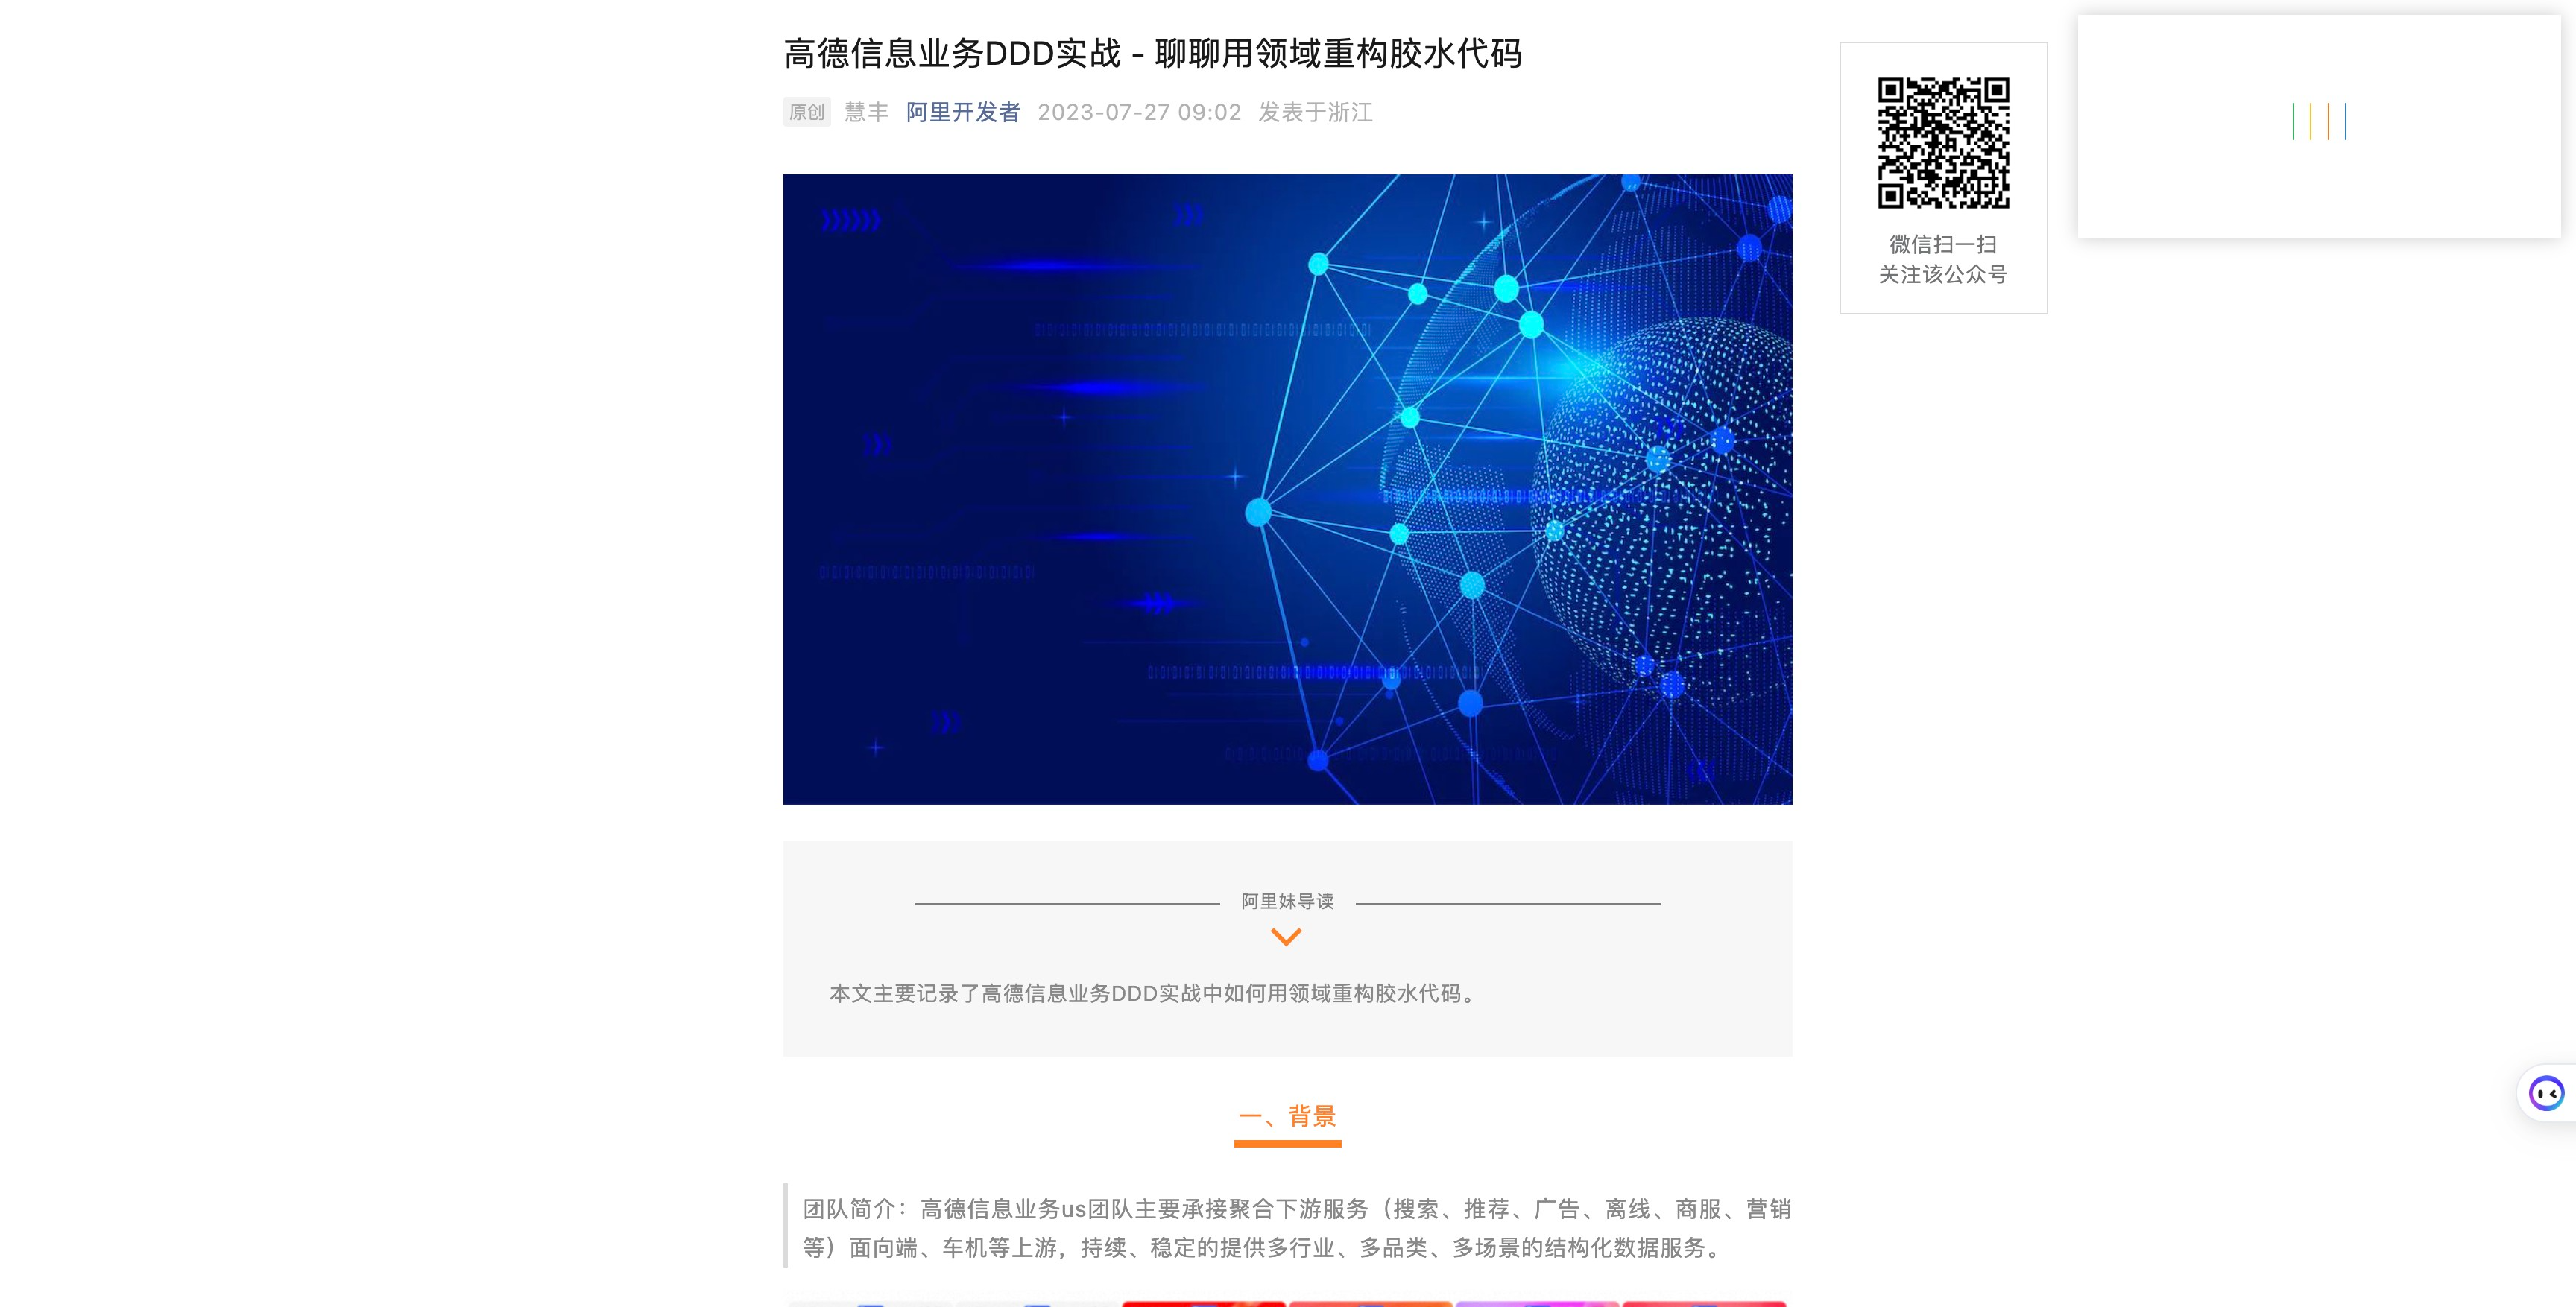 高德信息业务DDD实战 - 聊聊用领域重构胶水代码
原创 慧丰 阿里开发者 2023-07-27 09:02 发表于浙江
微信扫一扫
关注该公众号
阿里妹导读
本文主要记录了高德信息业务DDD实战中如何用领域重构胶水代码。
一、背景
团队简介：高德信息业务us团队主要承接聚合下游服务（搜索、推荐、广告、离线、商服、营销
等）面向端、车机等上游，持续、稳定的提供多行业、多品类、多场景的结构化数据服务。